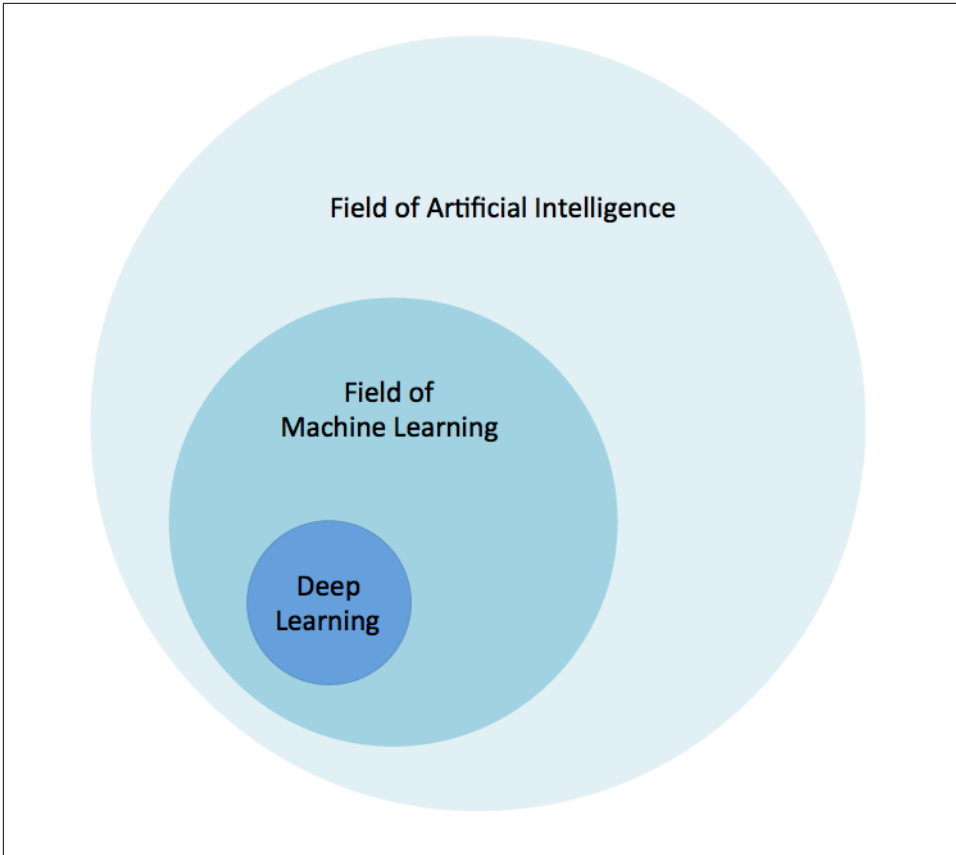 Field of Artificial Intelligence
Field of
Machine Learning
Deep
Learning